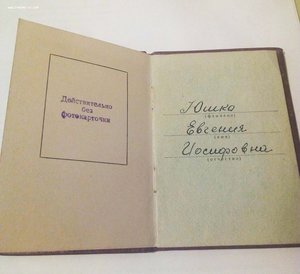 Действительно
без
фотокарточки
Юшко
(фамилия)
Евгения
(имя)
Иосифовна
(отчество)